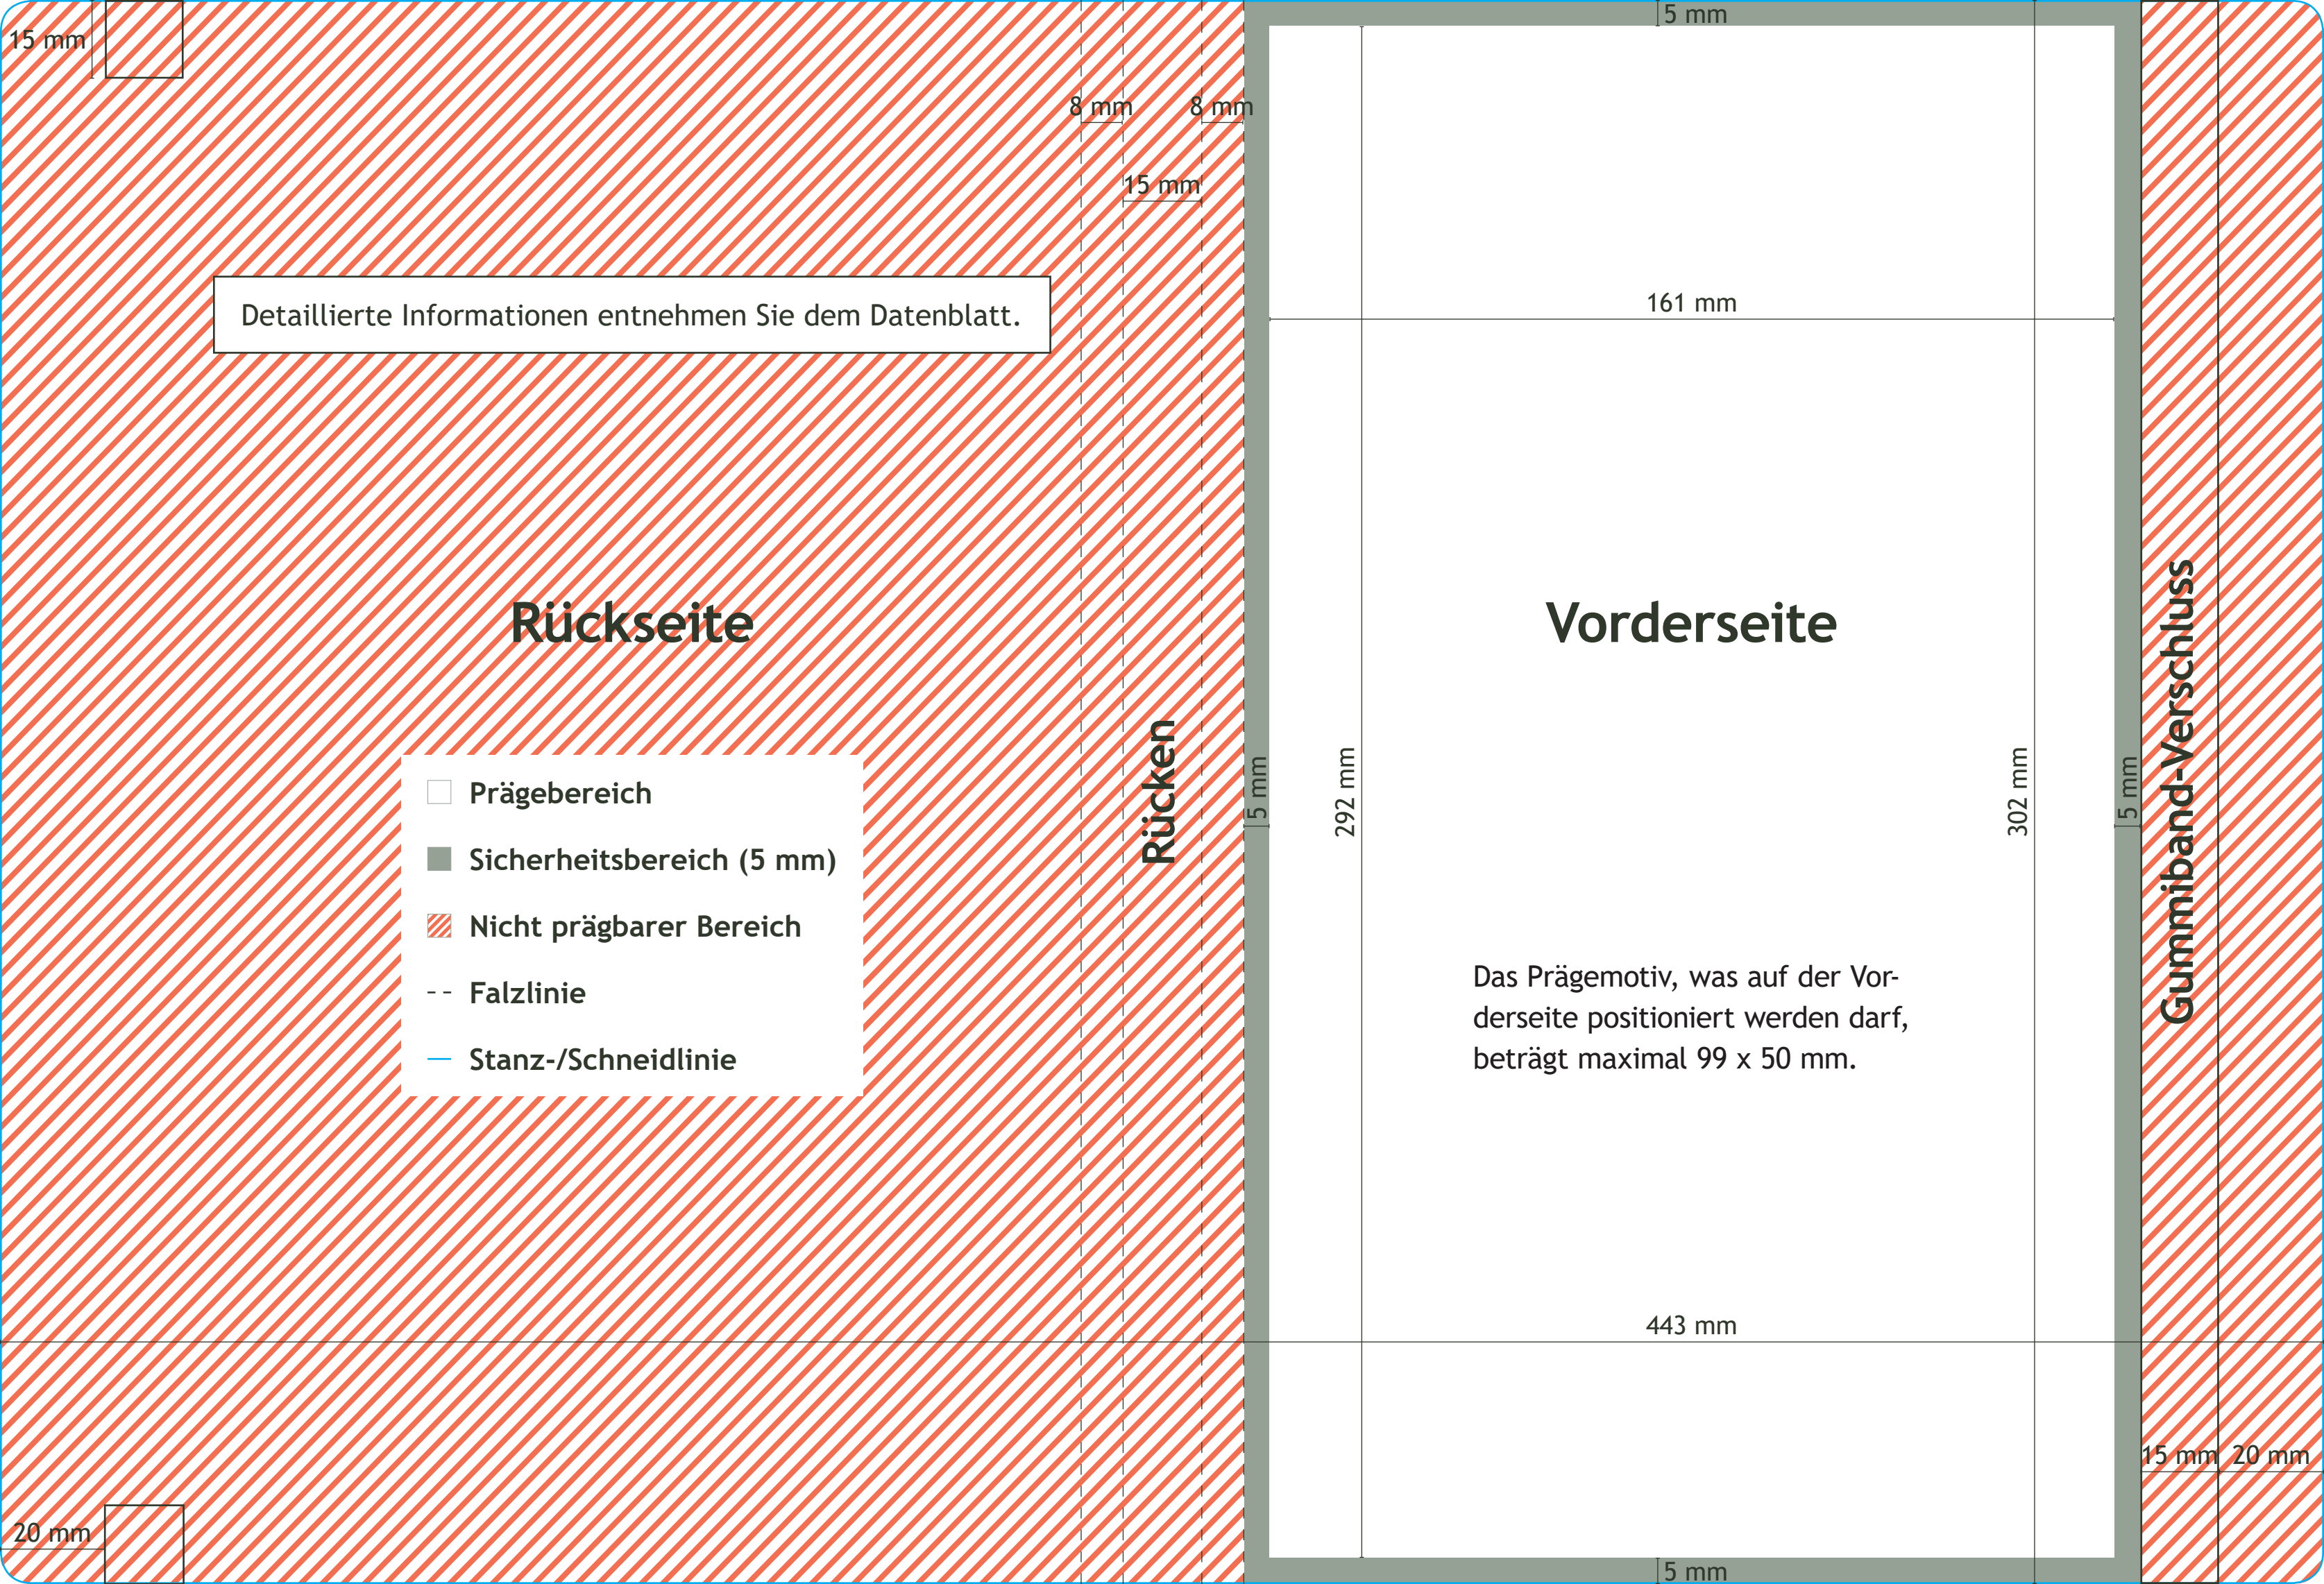 5 mm
15 mm
8 mm
8 mm
15 mm
161 mm
Detaillierte Informationen entnehmen Sie dem Datenblatt.
Rückseite
Vorderseite
Gummiband-Verschluss
Rücken
5 mm
292 mm
302 mm
5 mm
Prägebereich
Sicherheitsbereich (5 mm)
Nicht prägbarer Bereich
Falzlinie
Stanz-/Schneidlinie
Das Prägemotiv, was auf der Vor-
derseite positioniert werden darf,
beträgt maximal 99 x 50 mm.
443 mm
15 mm
20 mm
20 mm
5 mm